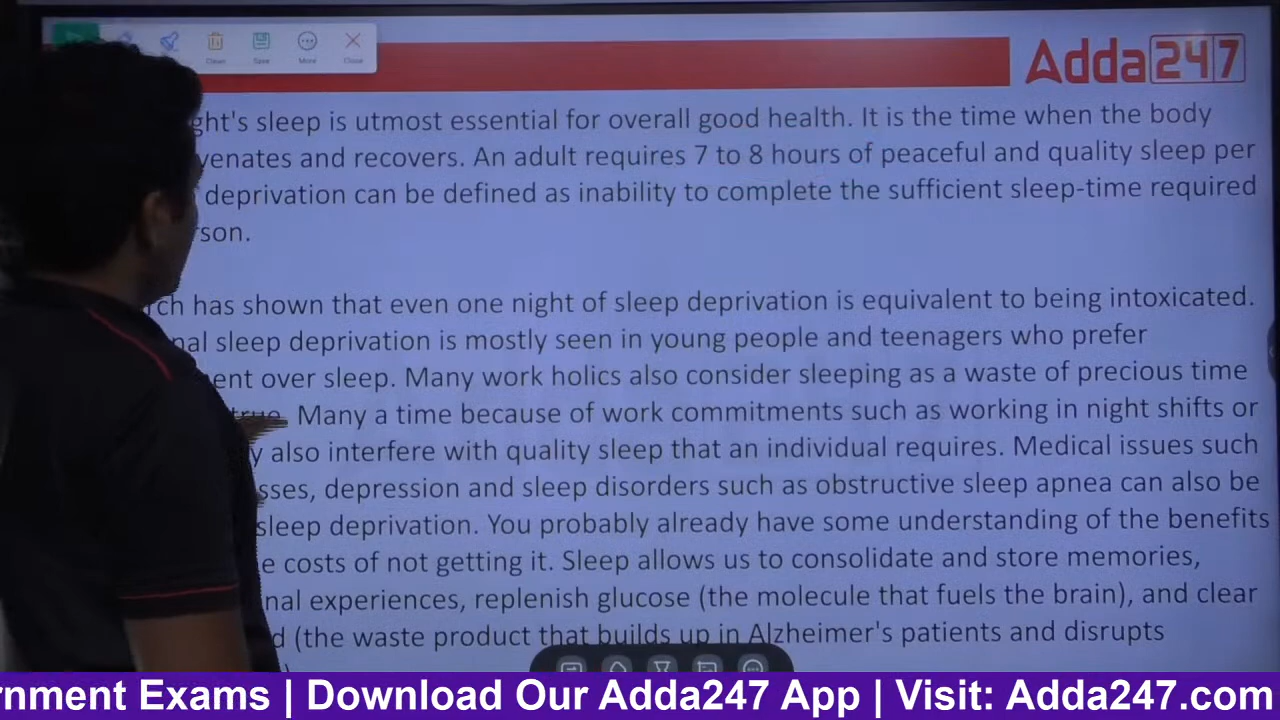 Clean Save More Close
Adda247
ght's sleep is utmost essential for overall good health. It is the time when the body
venates and recovers. An adult requires 7 to 8 hours of peaceful and quality sleep per
deprivation can be defined as inability to complete the sufficient sleep-time required
rson.
rch has shown that even one night of sleep deprivation is equivalent to being intoxicated.
nal sleep deprivation is mostly seen in young people and teenagers who prefer
ent over sleep. Many work holics also consider sleeping as a waste of precious time
true. Many a time because of work commitments such as working in night shifts or
y also interfere with quality sleep that an individual requires. Medical issues such
sses, depression and sleep disorders such as obstructive sleep apnea can also be
sleep deprivation. You probably already have some understanding of the benefits
e costs of not getting it. Sleep allows us to consolidate and store memories,
nal experiences, replenish glucose (the molecule that fuels the brain), and clear
d (the waste product that builds up in Alzheimer's patients and disrupts
rnment Exams | Download Our Adda247 App | Visit: Adda247.com